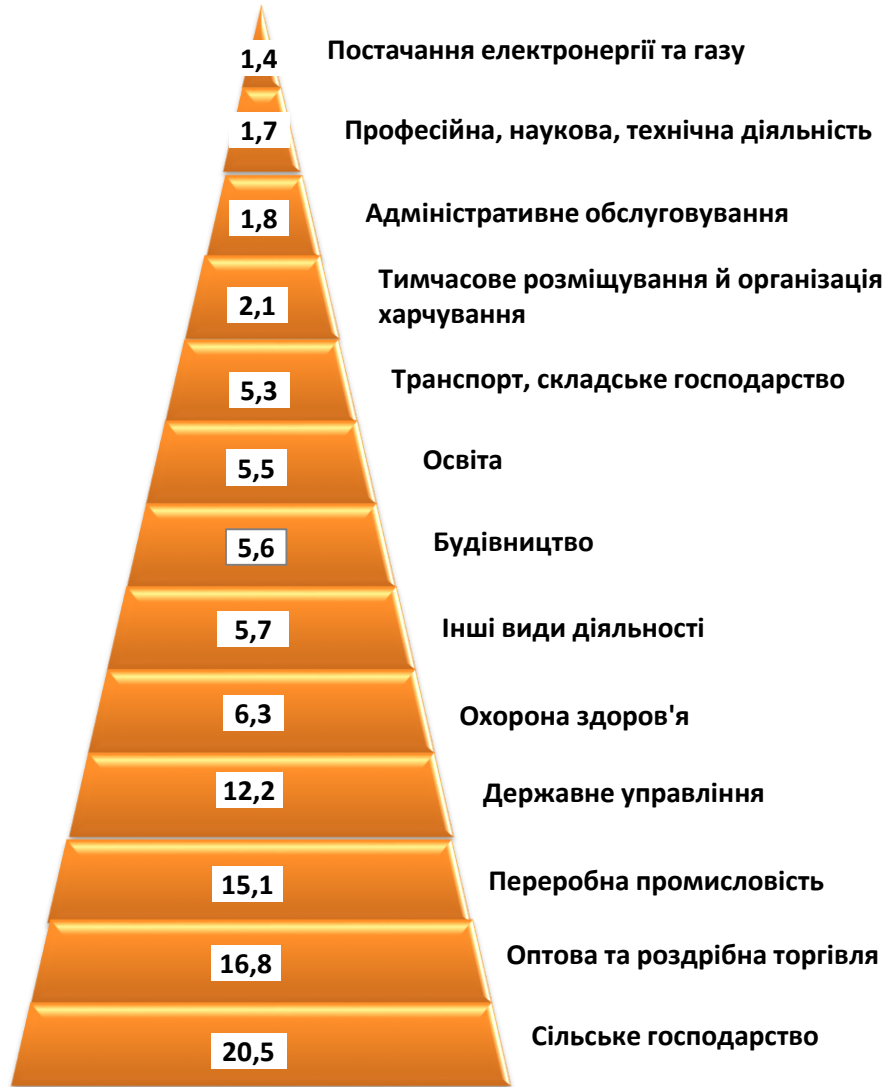 1,4
Постачання електронергії та газу
1,7
Професійна, наукова, технічна діяльність
1,8
Адміністративне обслуговування
2,1
Тимчасове розміщування й організація
харчування
5,3
Транспорт, складське господарство
5,5
Освіта
5,6
Будівництво
5,7
Інші види діяльності
6,3
Охорона здоров'я
12,2
Державне управління
15,1
Переробна промисловість
16,8
Оптова та роздрібна торгівля
20,5
Сільське господарство